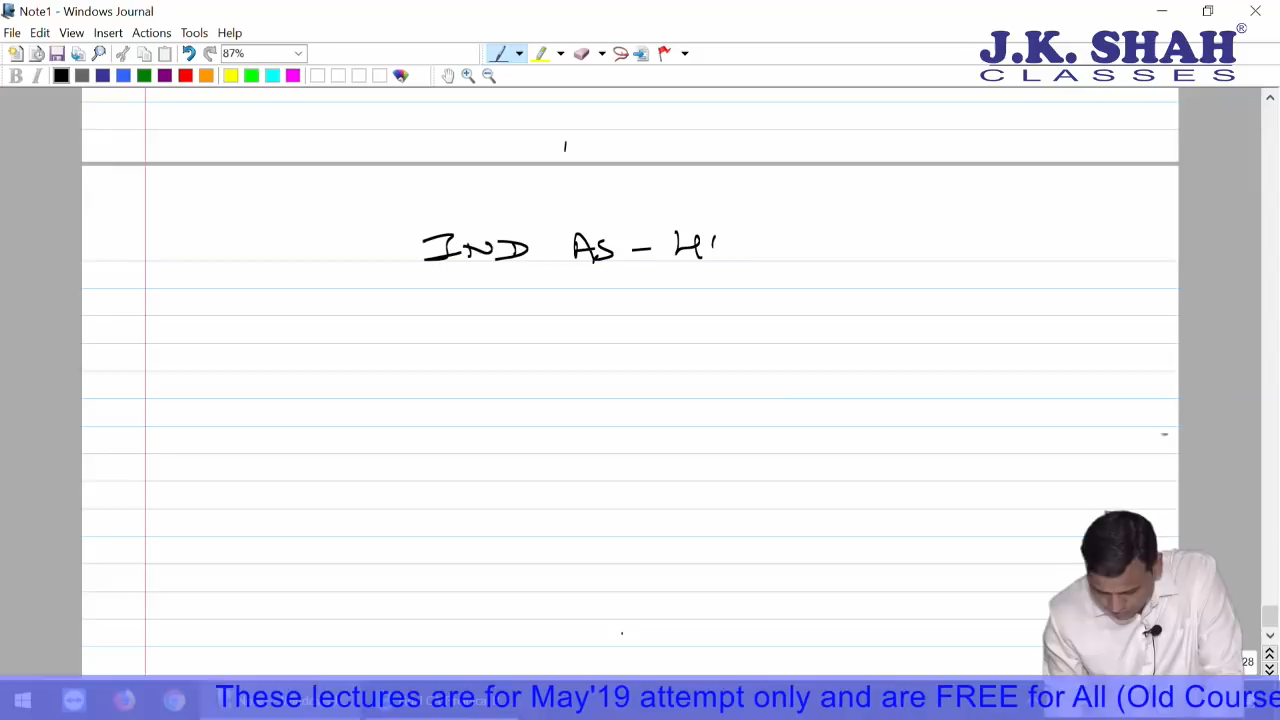 Note1 - Windows Journal
File Edit View Insert Actions Tools Help
87%
J.K. SHAH®
CLASSES
IND AS -
28
These lectures are for May'19 attempt only and are FREE for All (Old Course